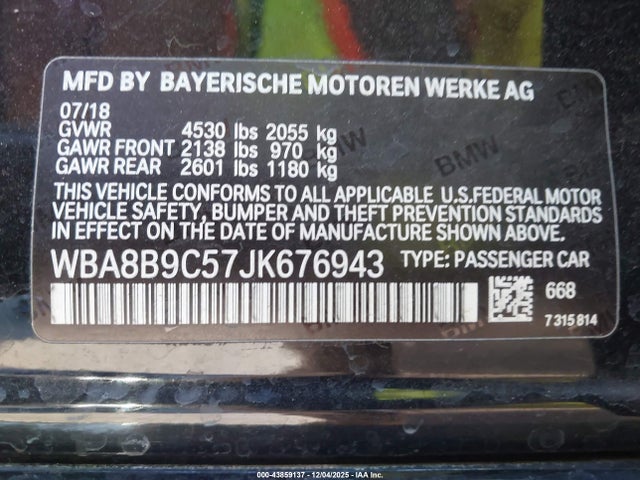 MFD BY BAYERISCHE MOTOREN WERKE AG
07/18
GVWR 4530 lbs 2055 kg
GAWR FRONT 2138 lbs 970 kg
GAWR REAR 2601 lbs 1180 kg
THIS VEHICLE CONFORMS TO ALL APPLICABLE U.S.FEDERAL MOTOR
VEHICLE SAFETY, BUMPER AND THEFT PREVENTION STANDARDS
IN EFFECT ON THE DATE OF MANUFACTURE SHOWN ABOVE.
WBA8B9C57JK676943 TYPE: PASSENGER CAR
668
7 315 814
BMW
000-43859137 - 12/04/2025 - IAAI.COM